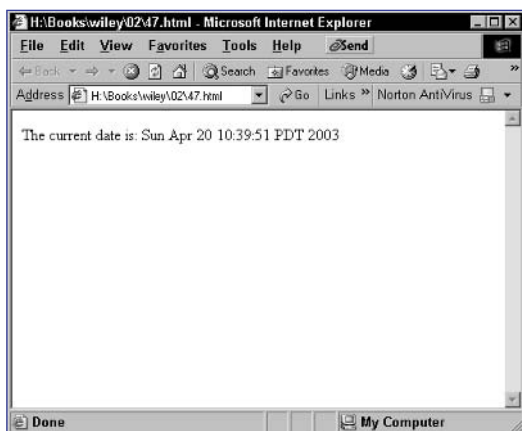 H:\Books\wiley\02\47.html - Microsoft Internet Explorer
File Edit View Favorites Tools Help Send
Back Search Favorites Media »
Address H:\Books\wiley\02\47.html Go Links » Norton AntiVirus
The current date is: Sun Apr 20 10:39:51 PDT 2003
Done My Computer